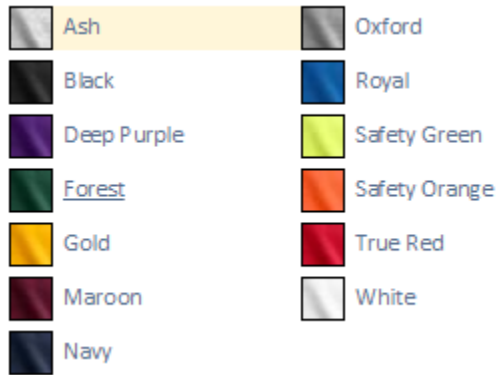 Ash
Black
Deep Purple
Forest
Gold
Maroon
Navy
Oxford
Royal
Safety Green
Safety Orange
True Red
White